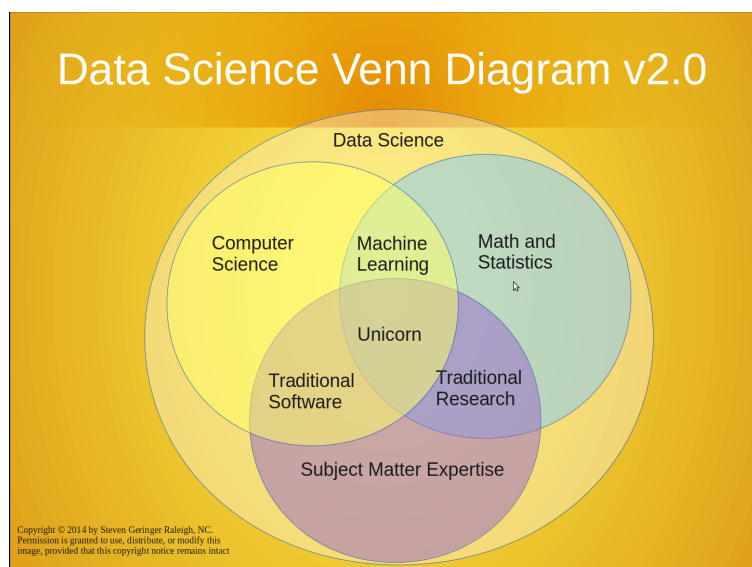 Data Science Venn Diagram v2.0
Data Science
Computer
Science
Machine
Learning
Math and
Statistics
Unicorn
Traditional
Software
Traditional
Research
Subject Matter Expertise
Copyright © 2014 by Steven Geringer Raleigh, NC.
Permission is granted to use, distribute, or modify this
image, provided that this copyright notice remains intact